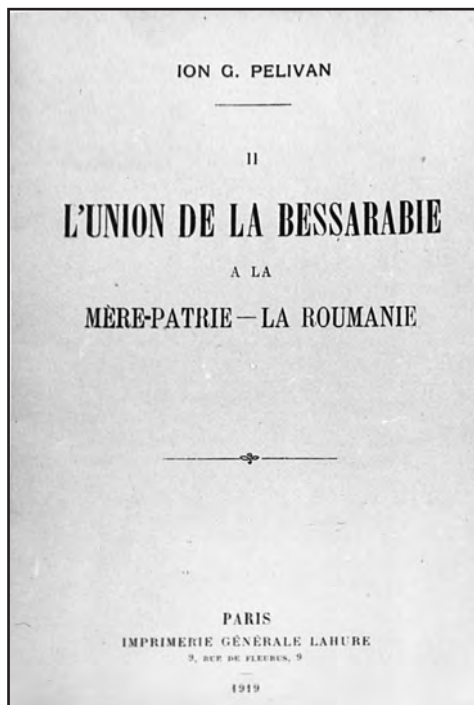 ION G. PELIVAN
II
L'UNION DE LA BESSARABIE
A LA
MÈRE-PATRIE — LA ROUMANIE
PARIS
IMPRIMERIE GÉNÉRALE LAHURE
9, RUE DE FLEURUS, 9
1919